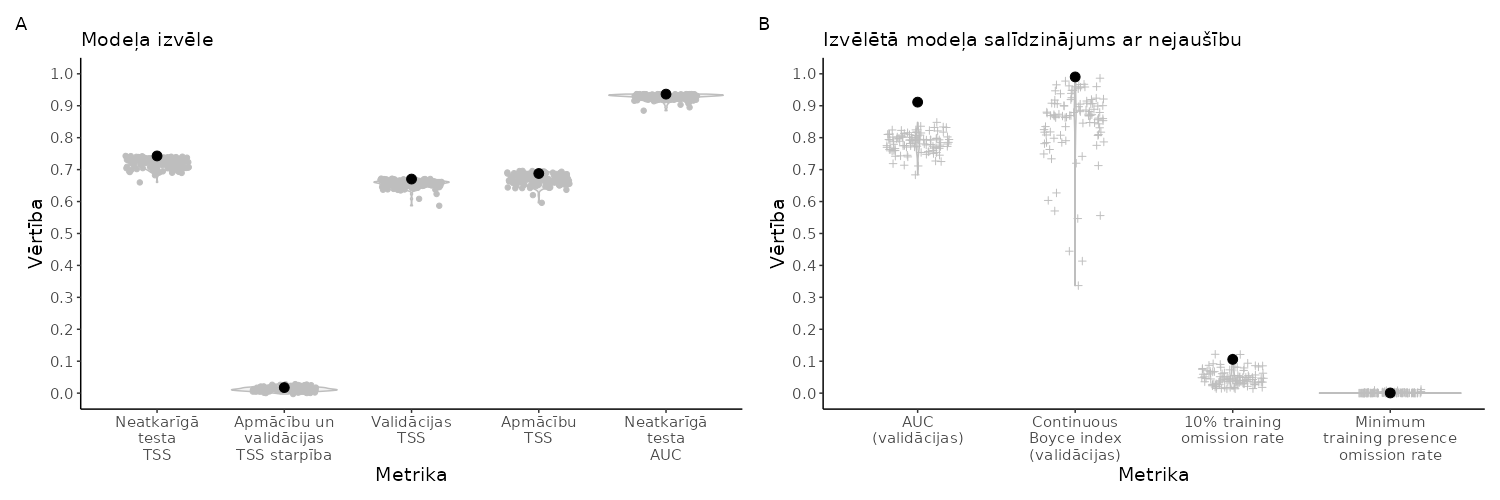 A
Modeļa izvēle
Vērtība
1.0
0.9
0.8
0.7
0.6
0.5
0.4
0.3
0.2
0.1
0.0
Neatkarīgā
testa
TSS
Apmācību un
validācijas
TSS starpība
Validācijas
TSS
Apmācību
TSS
Neatkarīgā
testa
AUC
Metrika
B
Izvēlētā modeļa salīdzinājums ar nejaušību
Vērtība
1.0
0.9
0.8
0.7
0.6
0.5
0.4
0.3
0.2
0.1
0.0
AUC
(validācijas)
Continuous
Boyce index
(validācijas)
10% training
omission rate
Minimum
training presence
omission rate
Metrika